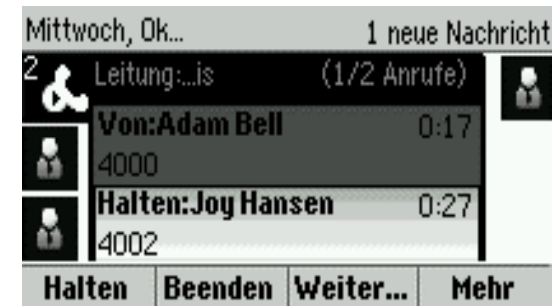 Mittwoch, Ok... 1 neue Nachricht
2 Leitung:...is (1/2 Anrufe)
Von:Adam Bell 0:17
4000
Halten:Joy Hansen 0:27
4002
Halten Beenden Weiter... Mehr